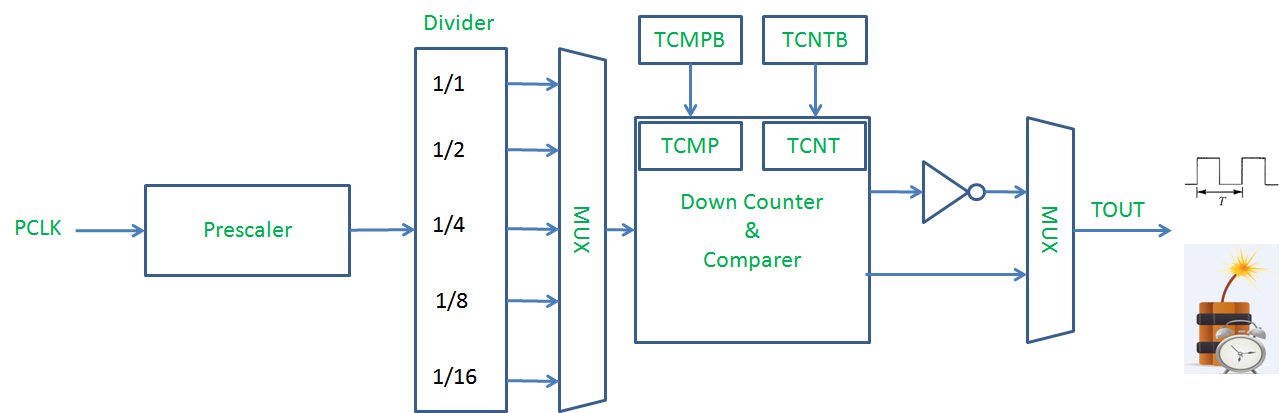 Divider
TCMPB
TCNTB
1/1
1/2
1/4
1/8
1/16
TCMP
TCNT
PCLK
Prescaler
MUX
Down Counter
&
Comparer
MUX
TOUT
T